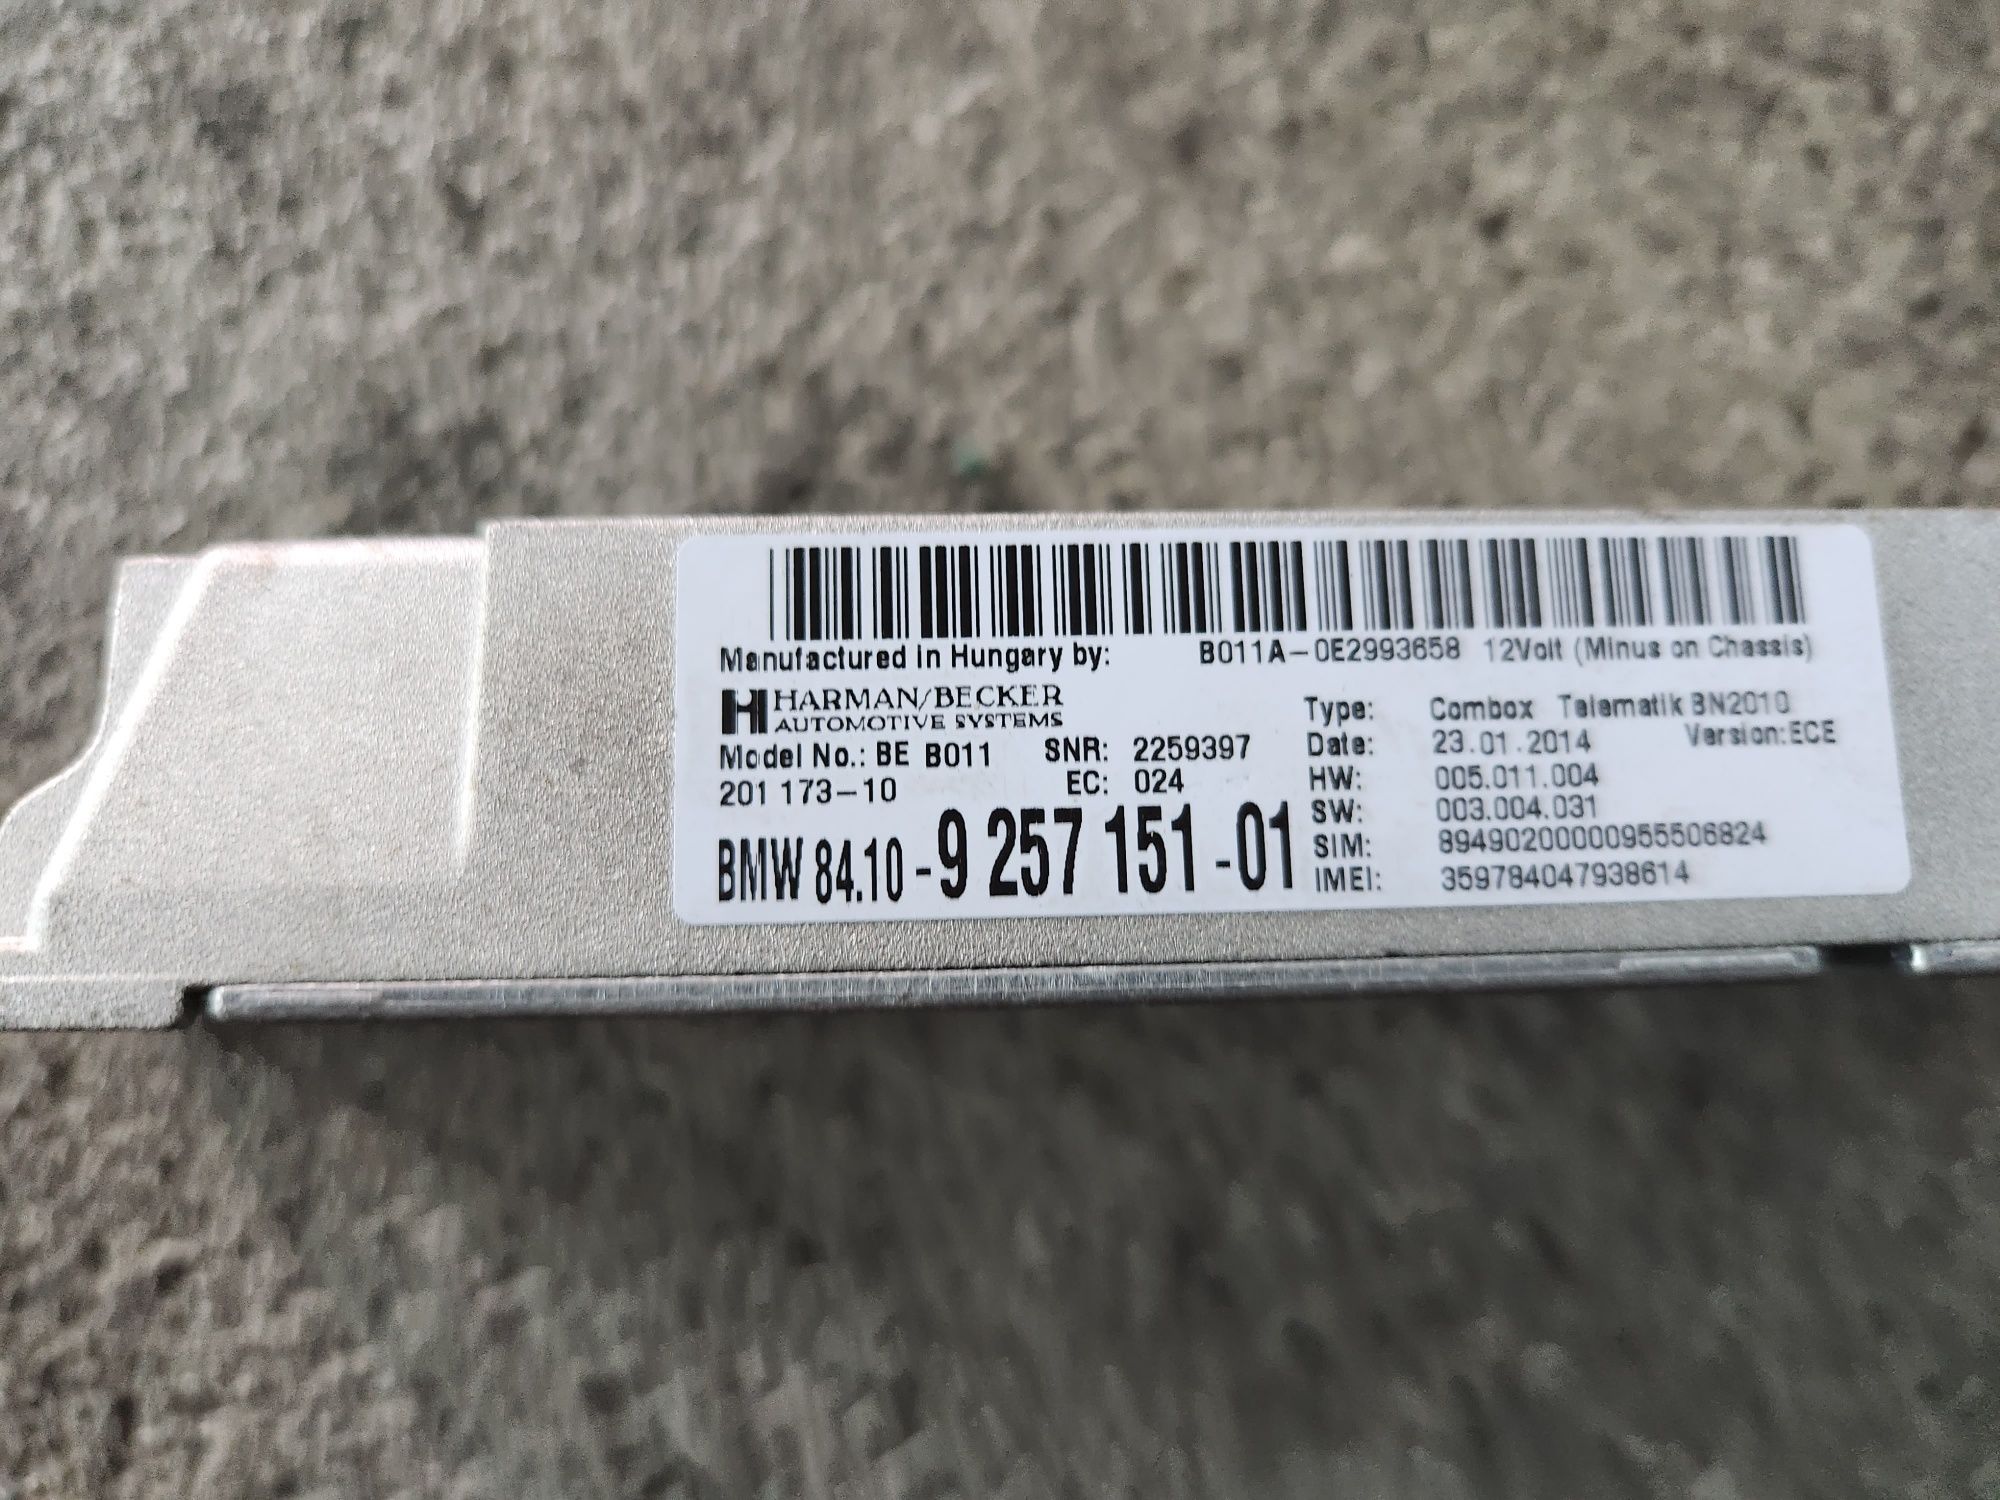 Manufactured in Hungary by: B011A-0E2993658 12Volt (Minus on Chassis)
HARMAN/BECKER
AUTOMOTIVE SYSTEMS
Model No.: BE B011 SNR: 2259397
201 173-10 EC: 024
BMW 84.10-9 257 151-01
Type: Combox Telematik BN2010
Date: 23.01.2014 Version:ECE
HW: 005.011.004
SW: 003.004.031
SIM: 89490200000955506824
IMEI: 359784047938614